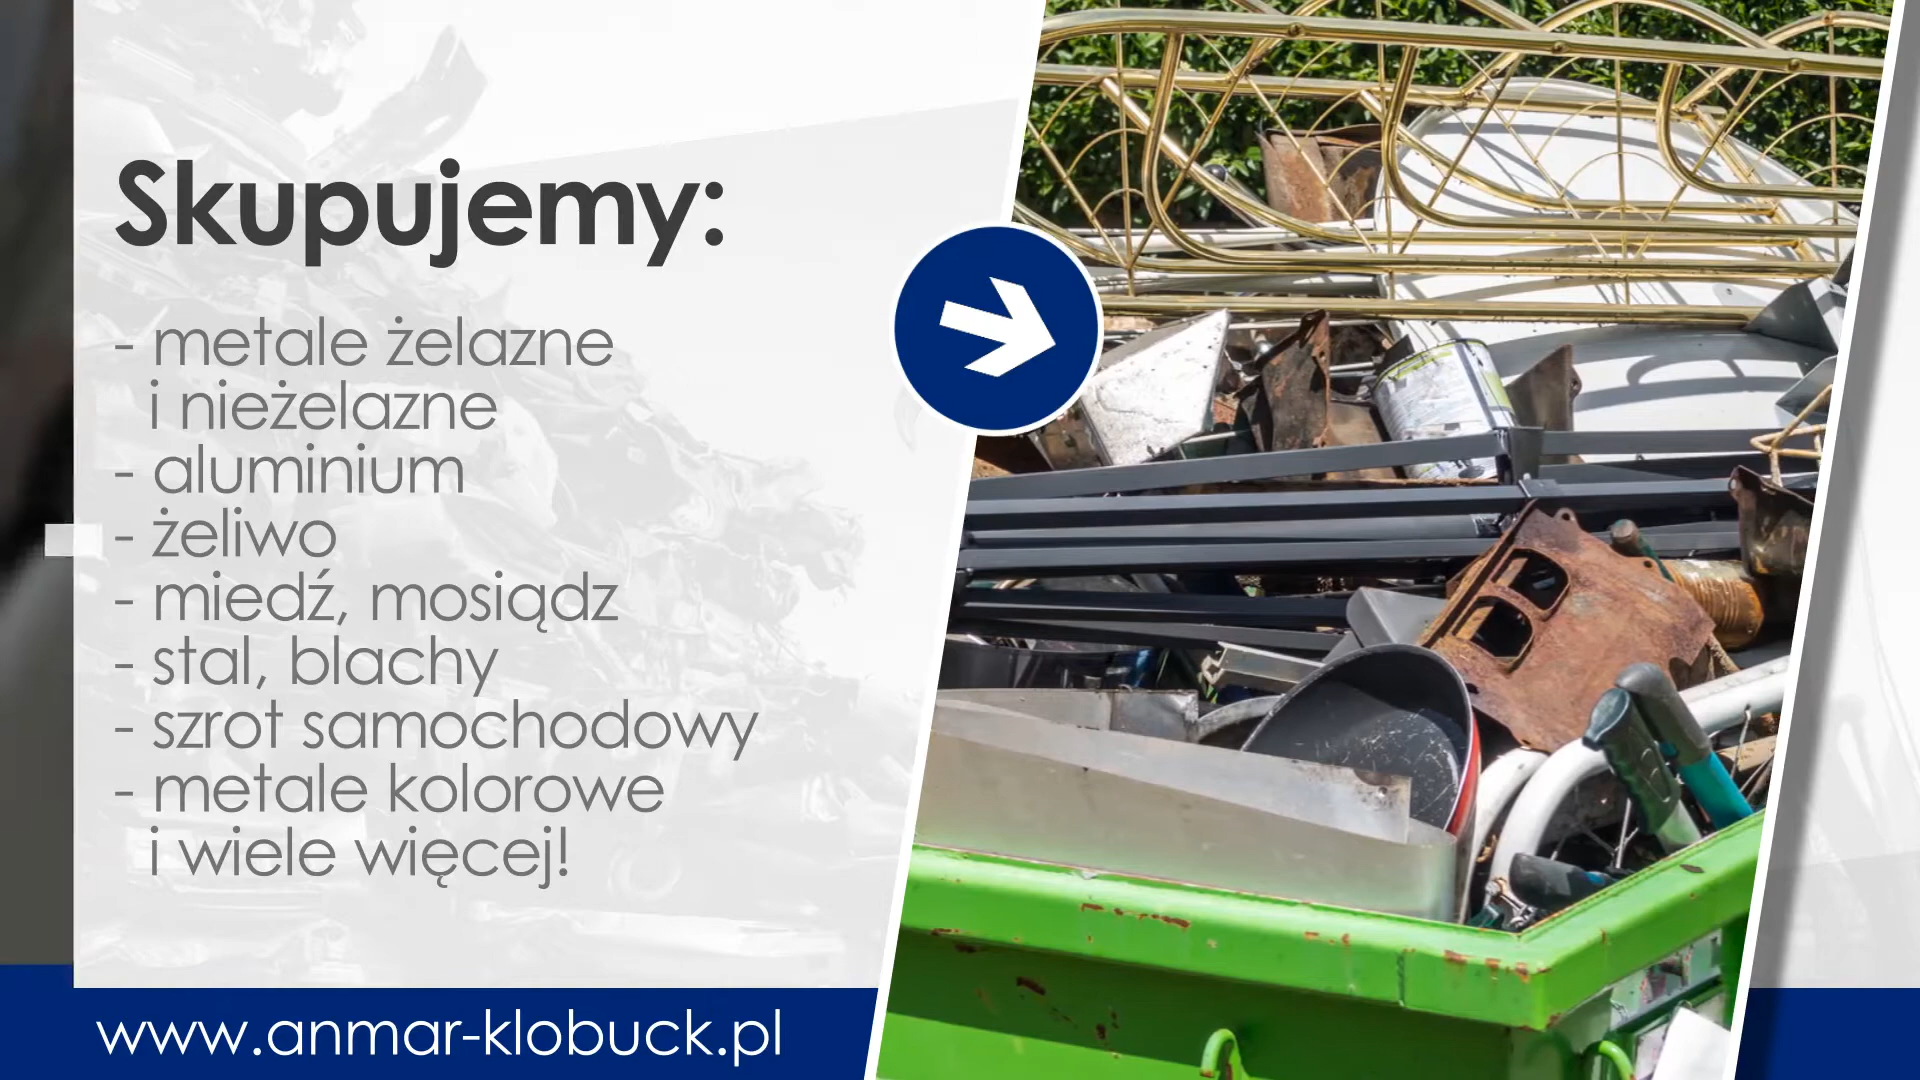 Skupujemy:
- metale żelazne
i nieżelazne
- aluminium
- żeliwo
- miedź, mosiądz
- stal, blachy
- szrot samochodowy
- metale kolorowe
i wiele więcej!
www.anmar-klobuck.pl